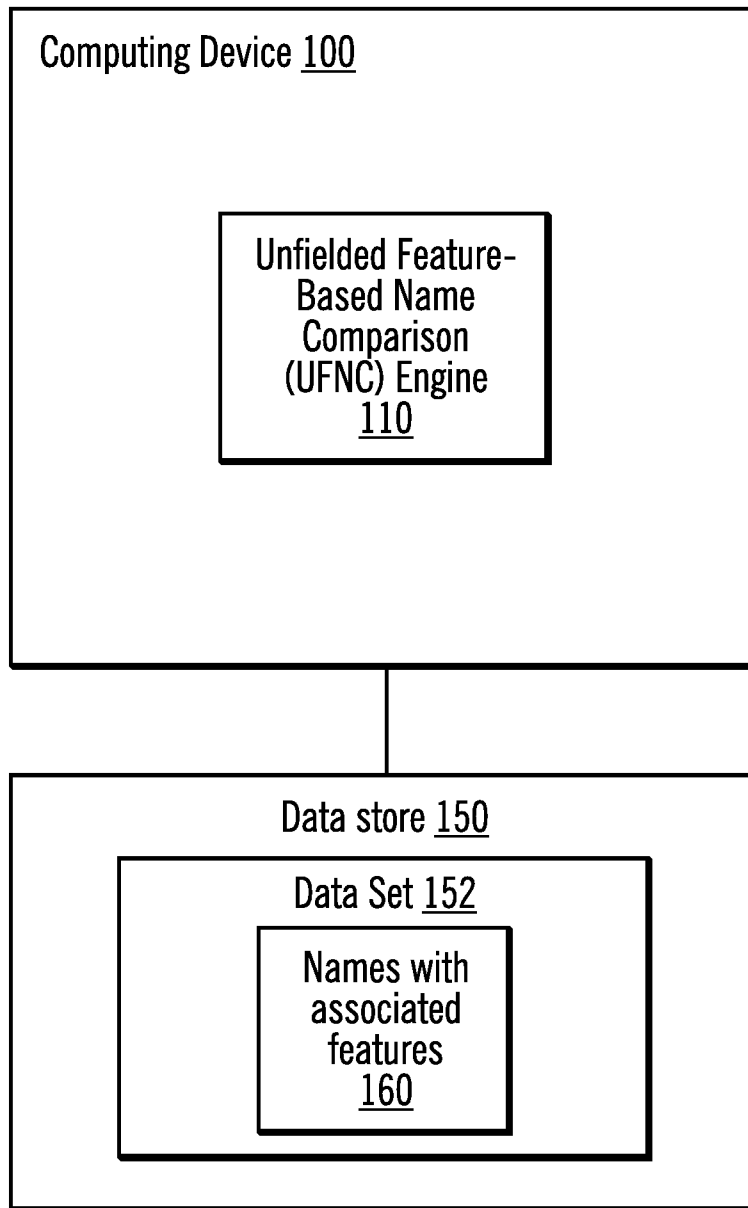 Computing Device 100
Unfielded Feature-
Based Name
Comparison
(UFNC) Engine
110
Data store 150
Data Set 152
Names with
associated
features
160